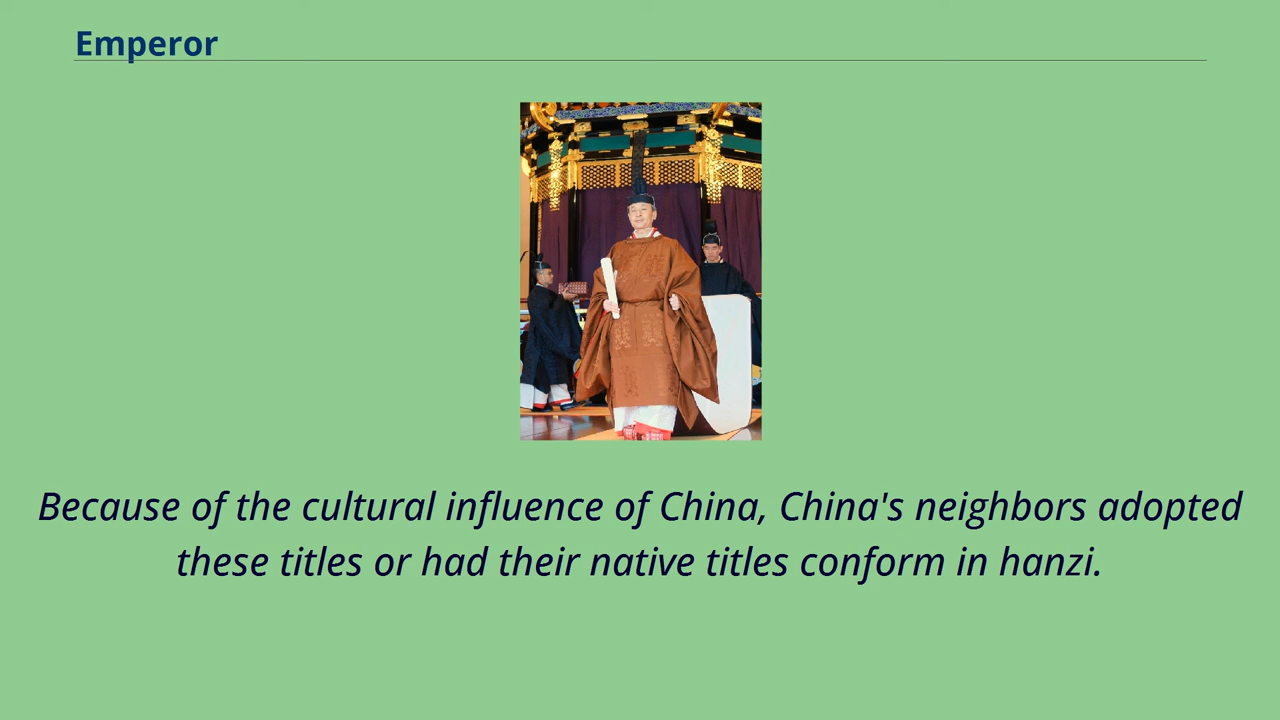 Emperor
Because of the cultural influence of China, China's neighbors adopted
these titles or had their native titles conform in hanzi.